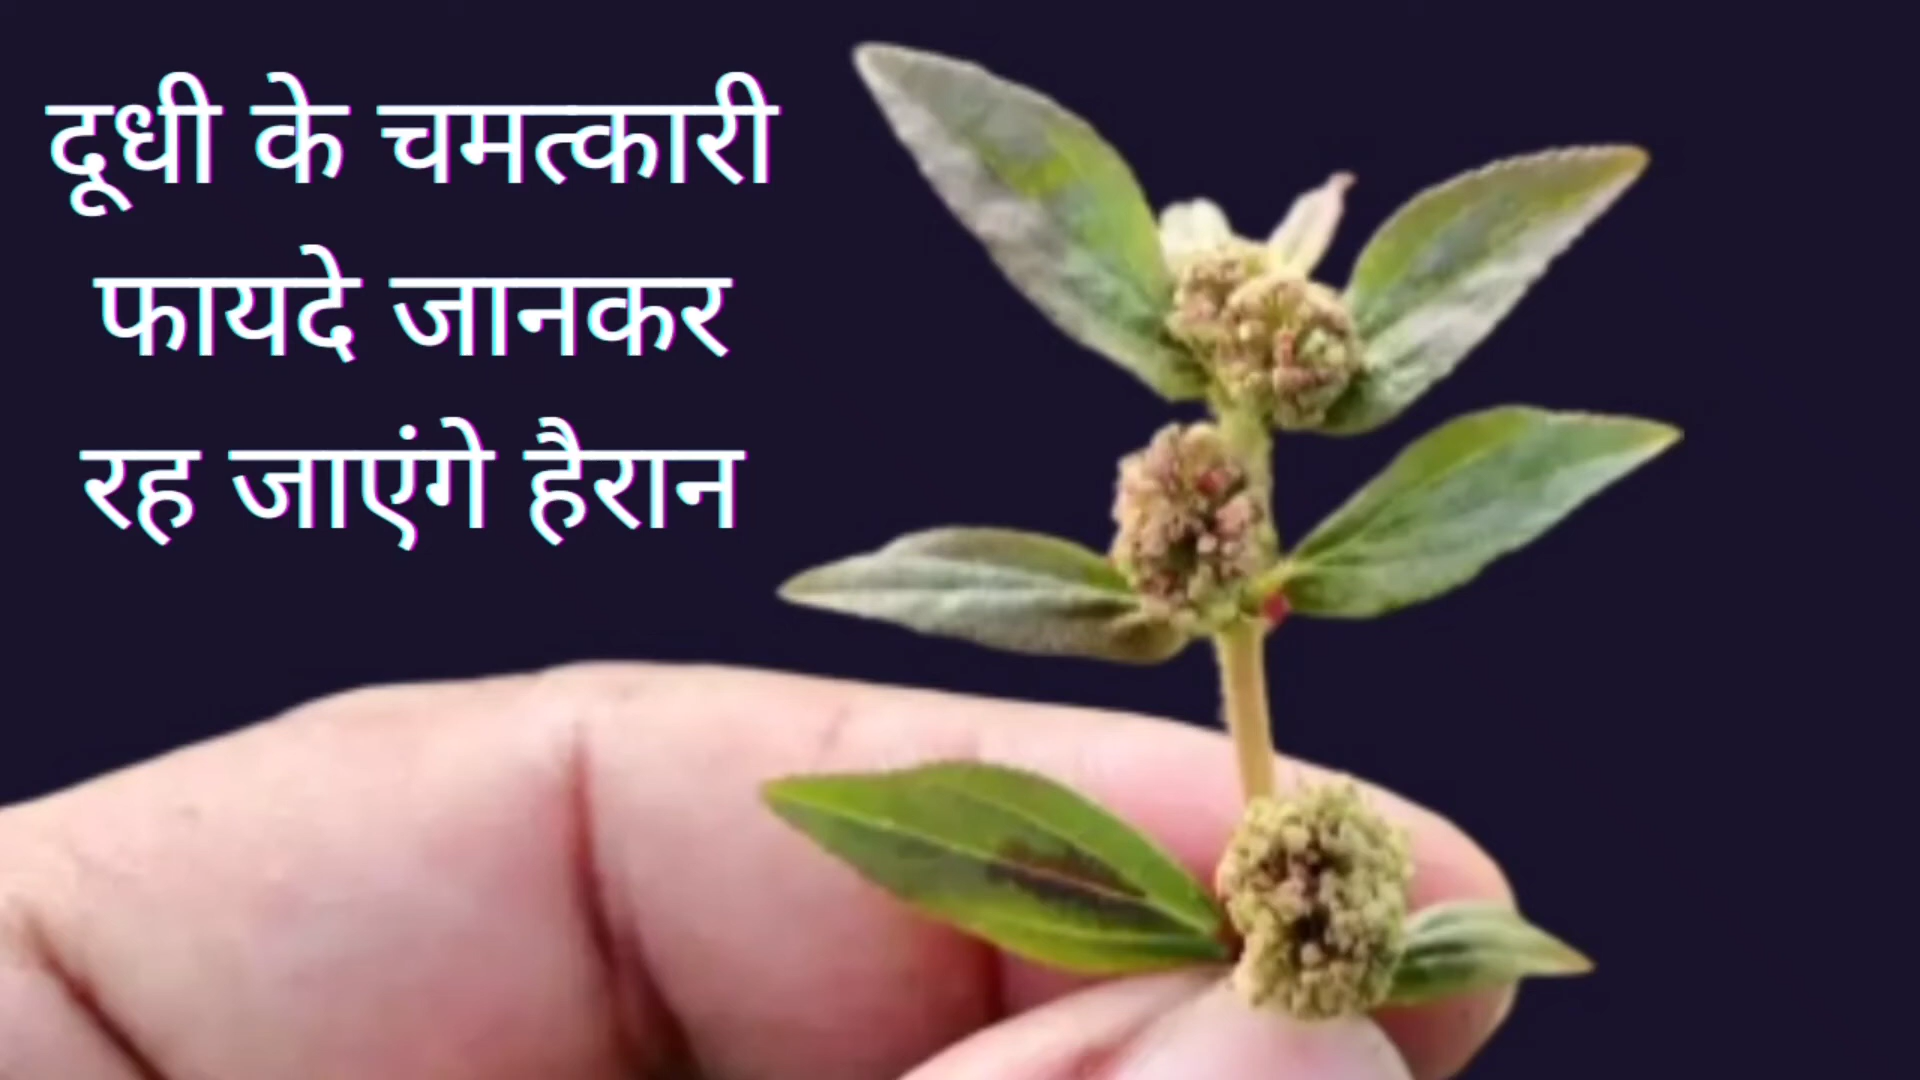 दूधी के चमत्कारी
फायदे जानकर
रह जाएंगे हैरान